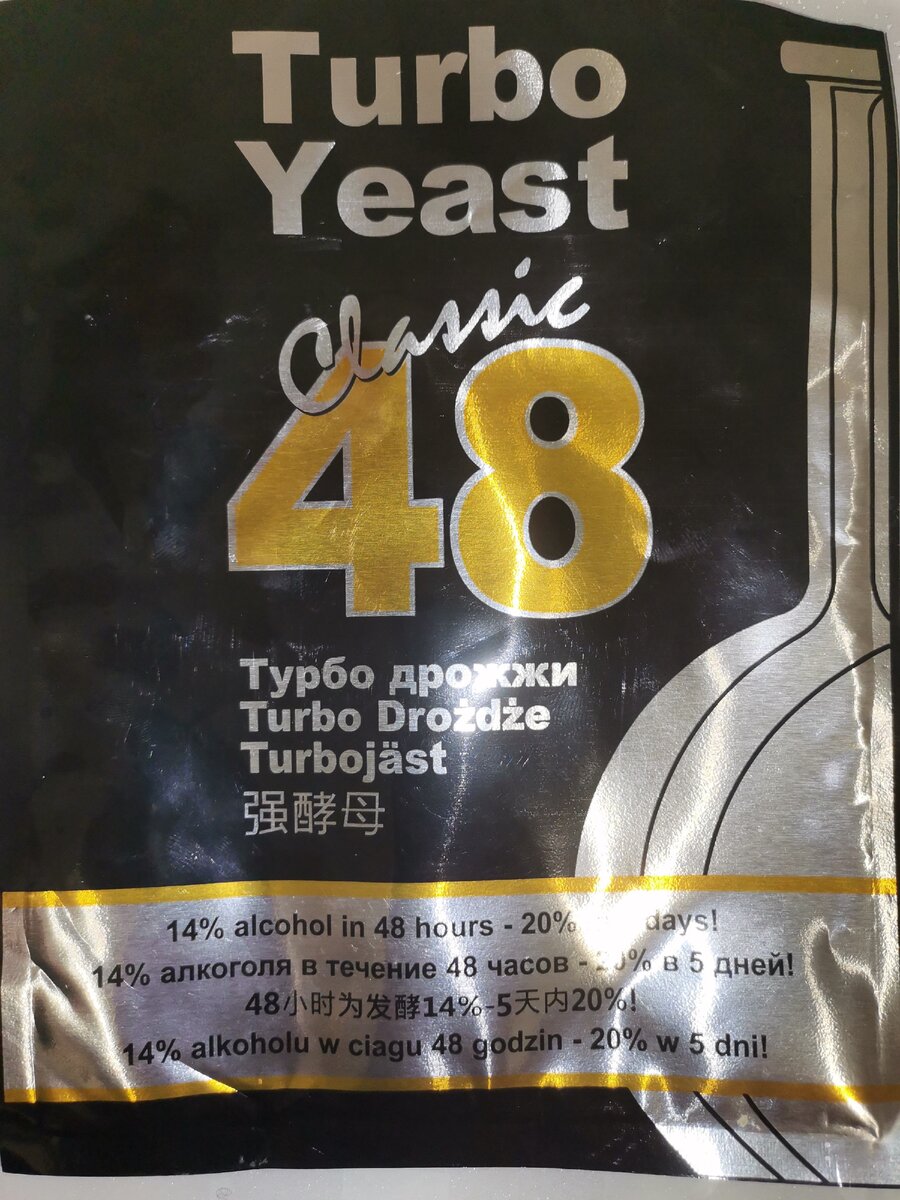 Turbo
Yeast
Classic
48
Турбо дрожжи
Turbo Drożdże
Turbojäst
强酵母
14% alcohol in 48 hours - 20% days!
14% алкоголя в течение 48 часов - 20% в 5 дней!
48小时为发酵14%-5天内20%!
14% alkoholu w ciagu 48 godzin - 20% w 5 dni!